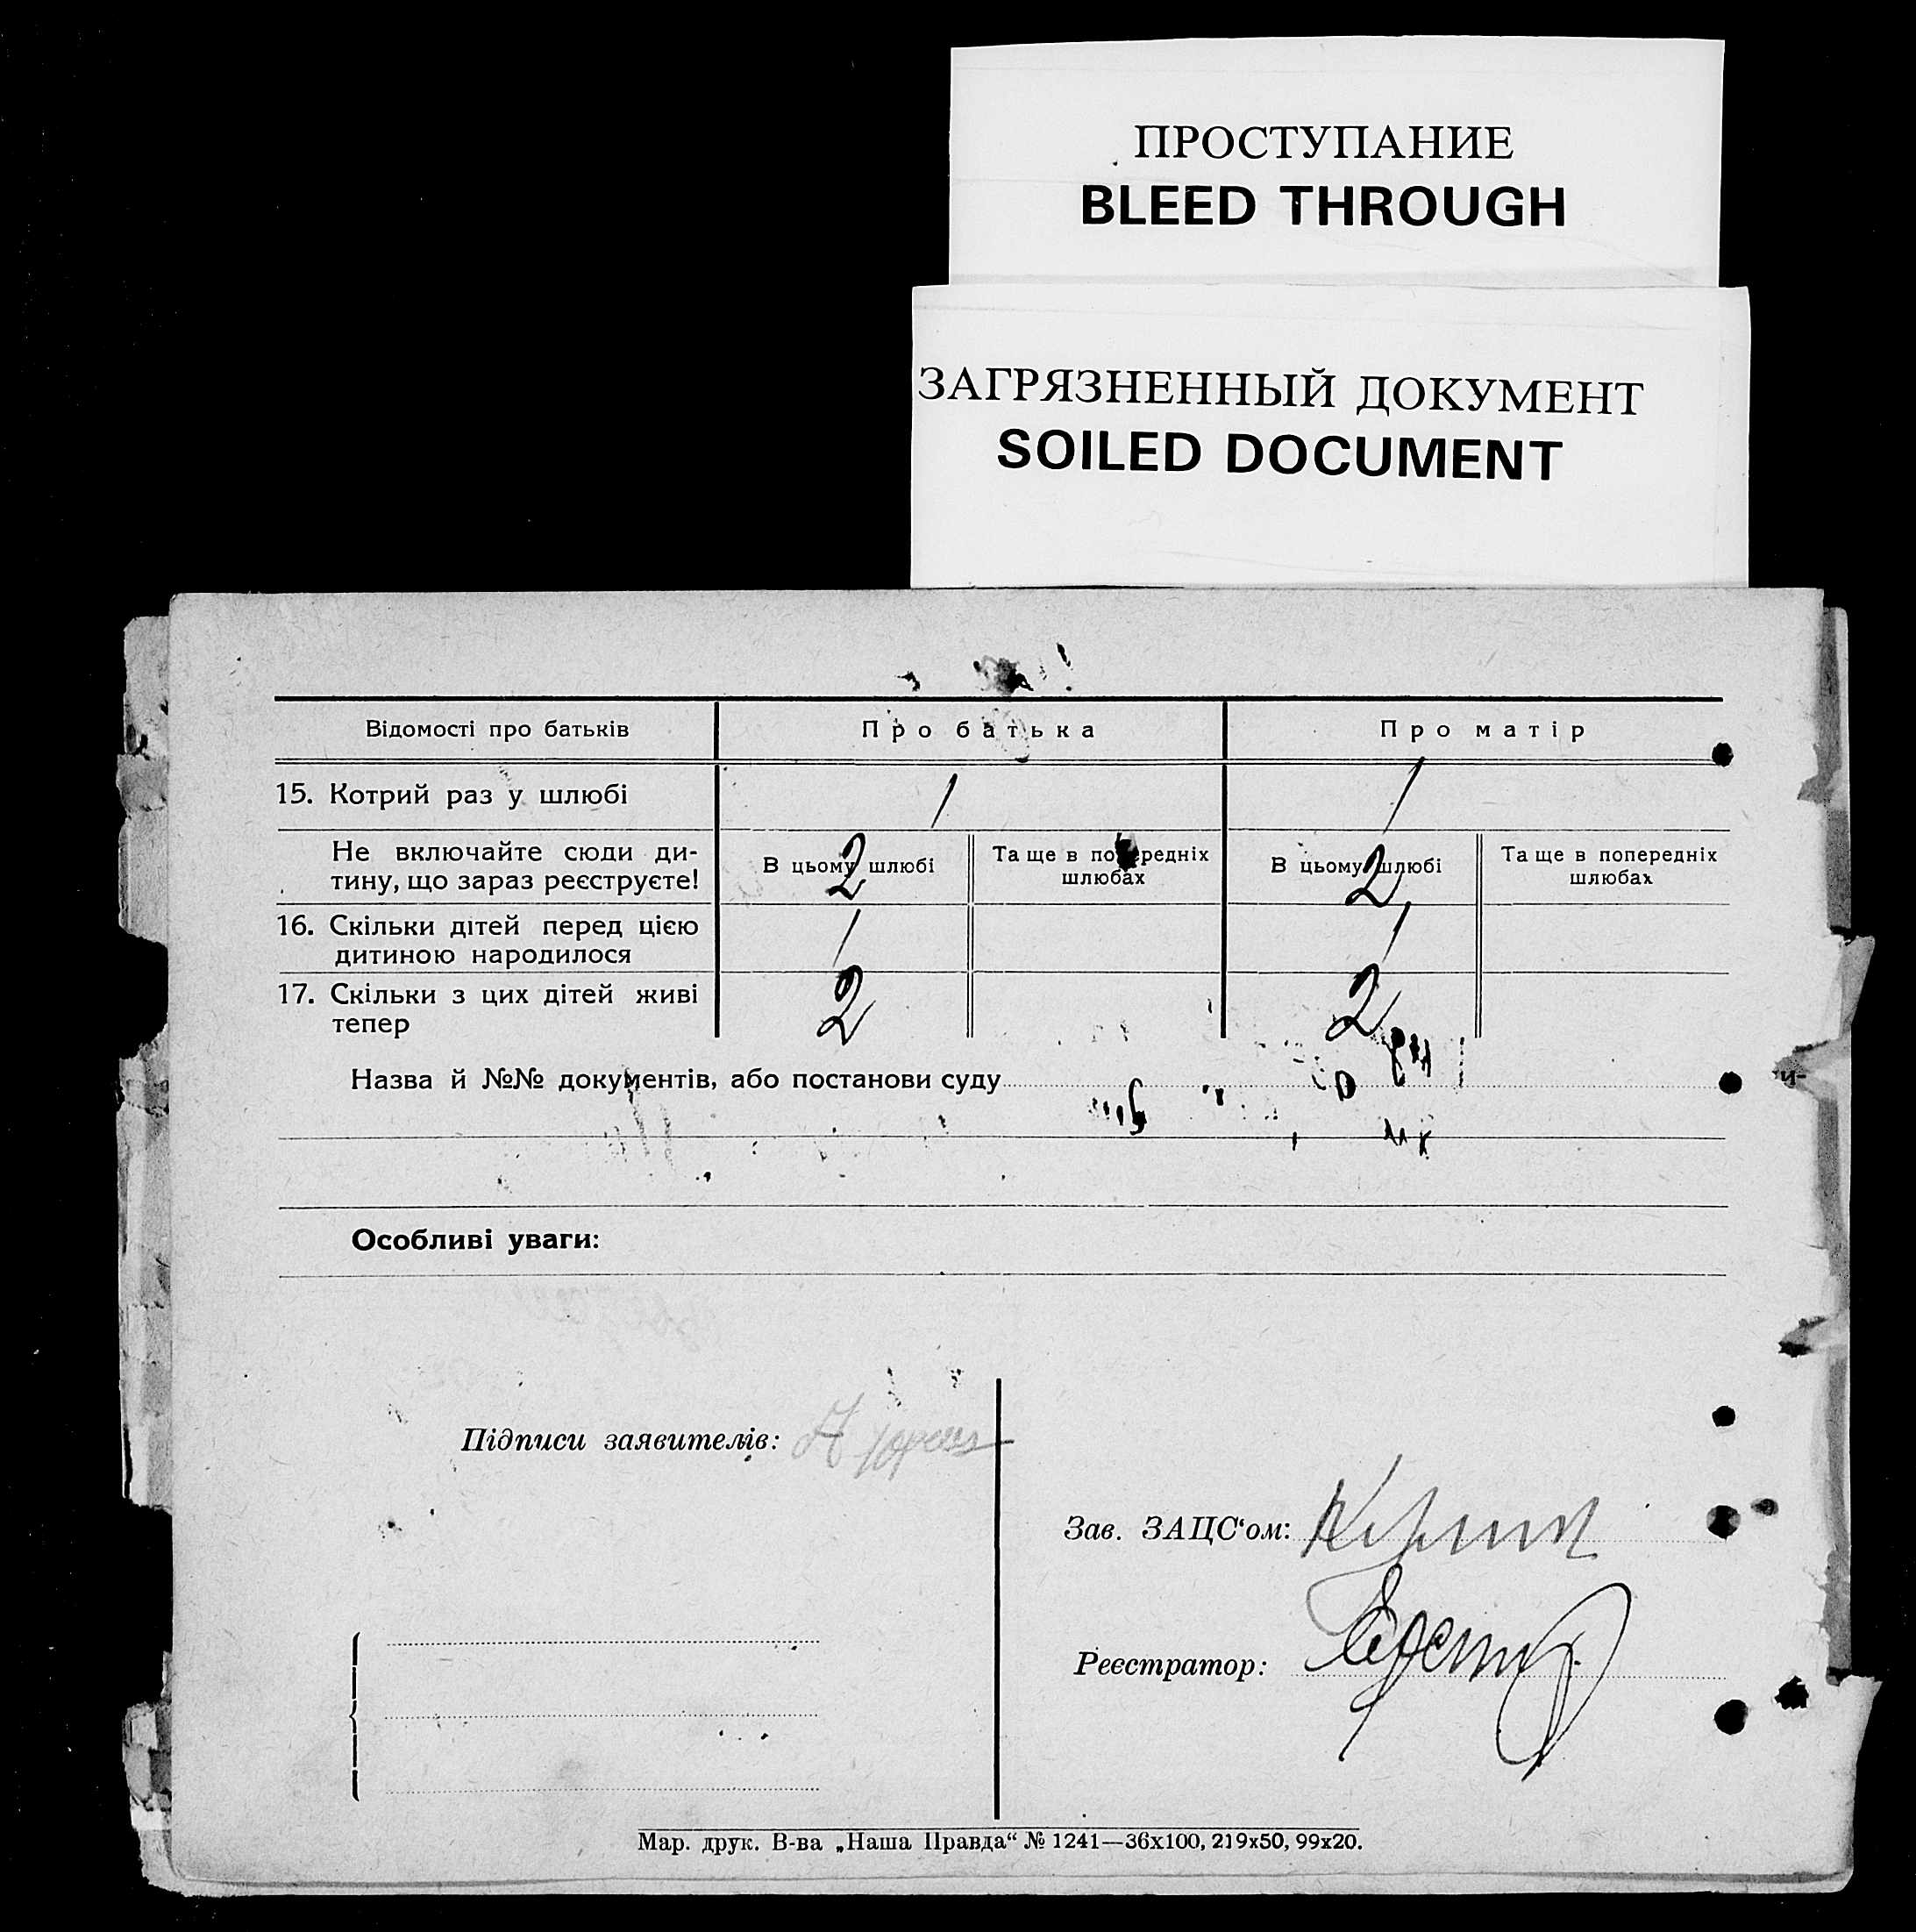 ПРОСТУПАНИЕ
BLEED THROUGH
ЗАГРЯЗНЕННЫЙ ДОКУМЕНТ
SOILED DOCUMENT
Відомості про батьків Про батька Про матір
15. Котрий раз у шлюбі 1 1
Не включайте сюди ди-
тину, що зараз реєструєте!
В цьому шлюбі 2
Та ще в попередніх
шлюбах
В цьому шлюбі 2
Та ще в попередніх
шлюбах
16. Скільки дітей перед цією
дитиною народилося 1 1
17. Скільки з цих дітей живі
тепер 2 2
Назва й №№ документів, або постанови суду
Особливі уваги:
Підписи заявителів:
Зав. ЗАЦС‘ом:
Реєстратор:
Мар. друк. В-ва „Наша Правда“ № 1241—36х100, 219х50, 99х20.